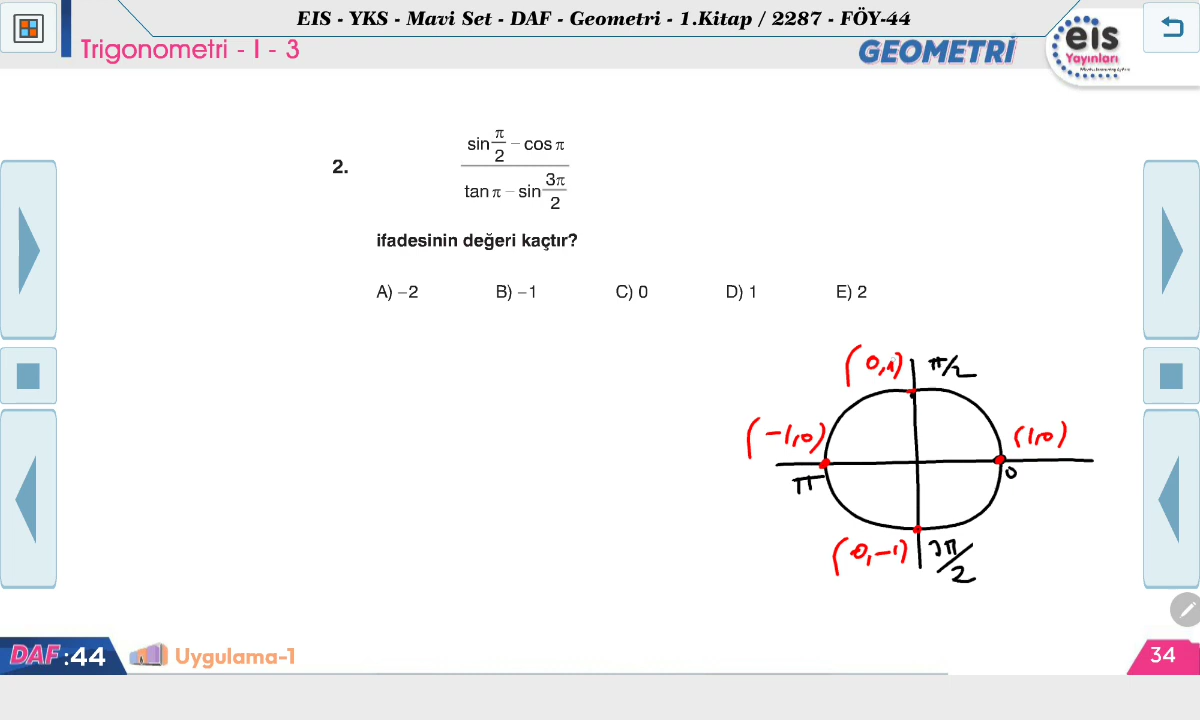 EIS - YKS - Mavi Set - DAF - Geometri - 1.Kitap / 2287 - FÖY-44
Trigonometri - I - 3
GEOMETRİ
eis
Yayınları
2.
sin π/2 − cos π
tan π − sin 3π/2
ifadesinin değeri kaçtır?
A) −2 B) −1 C) 0 D) 1 E) 2
(0,1) π/2
(-1,0) (1,0)
π 0
(0,-1) 3π/2
DAF:44 Uygulama-1 34